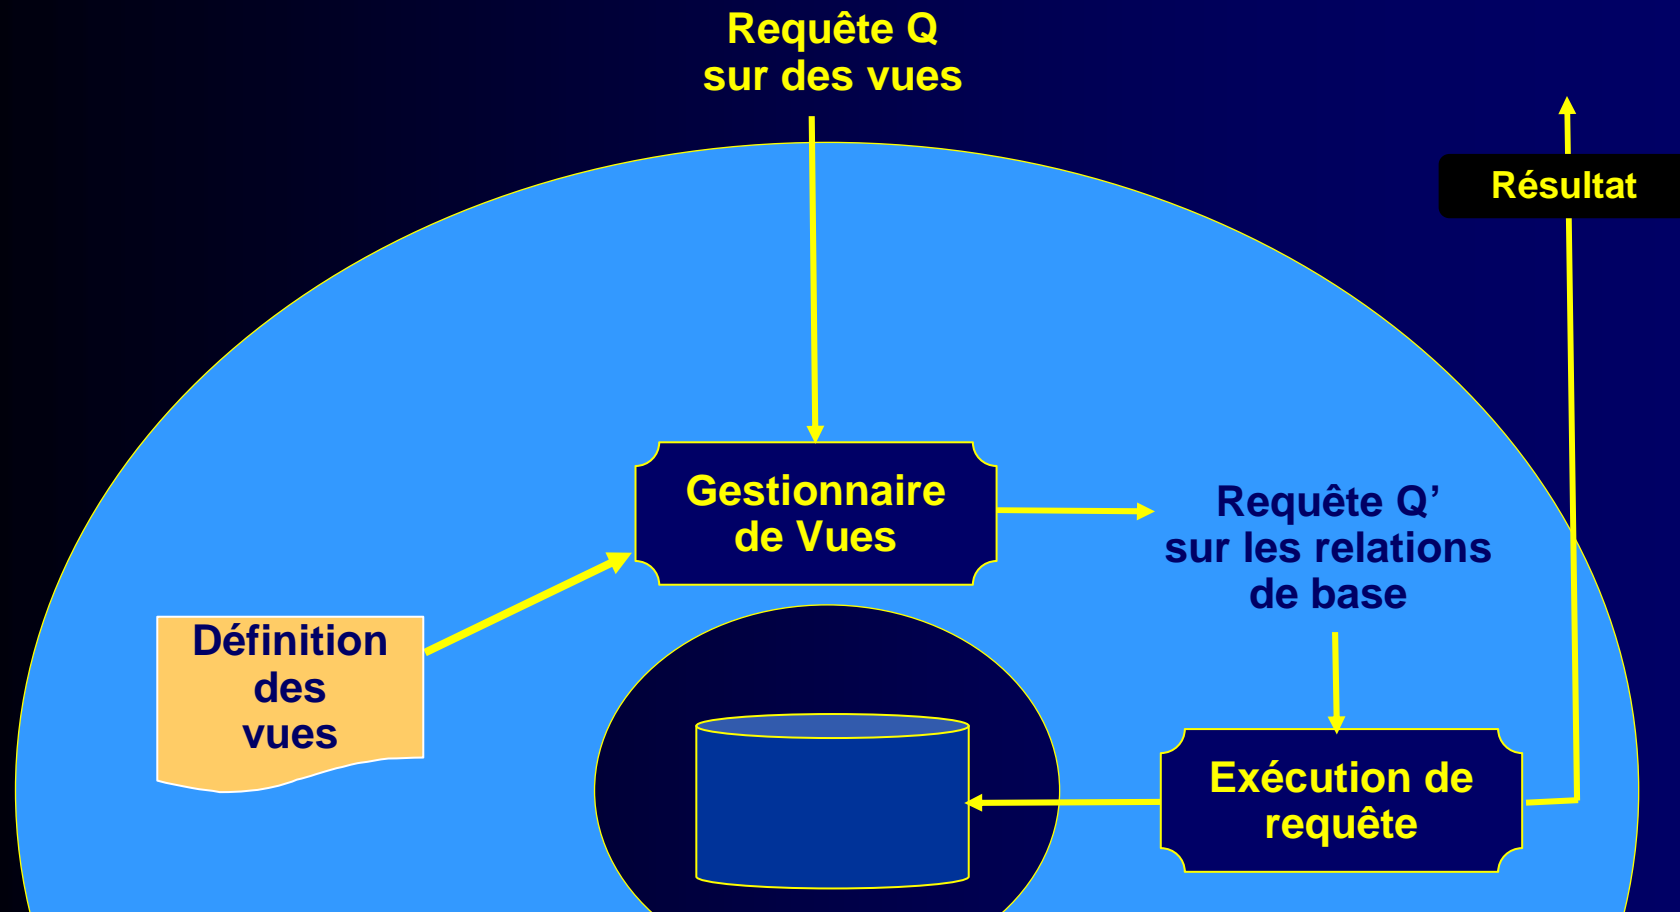 Requête Q
sur des vues
Résultat
Gestionnaire
de Vues
Requête Q’
sur les relations
de base
Définition
des
vues
Exécution de
requête